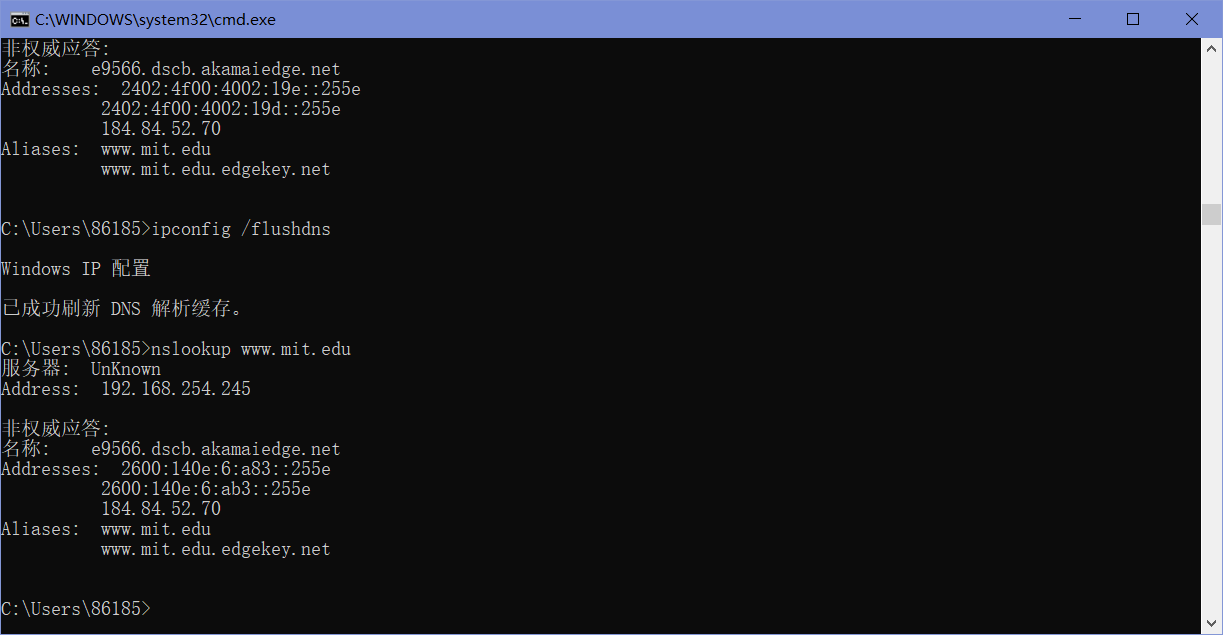 C:\WINDOWS\system32\cmd.exe
非权威应答:
名称:    e9566.dscb.akamaiedge.net
Addresses:  2402:4f00:4002:19e::255e
          2402:4f00:4002:19d::255e
          184.84.52.70
Aliases:  www.mit.edu
          www.mit.edu.edgekey.net
C:\Users\86185>ipconfig /flushdns
Windows IP 配置
已成功刷新 DNS 解析缓存。
C:\Users\86185>nslookup www.mit.edu
服务器:  UnKnown
Address:  192.168.254.245
非权威应答:
名称:    e9566.dscb.akamaiedge.net
Addresses:  2600:140e:6:a83::255e
          2600:140e:6:ab3::255e
          184.84.52.70
Aliases:  www.mit.edu
          www.mit.edu.edgekey.net
C:\Users\86185>